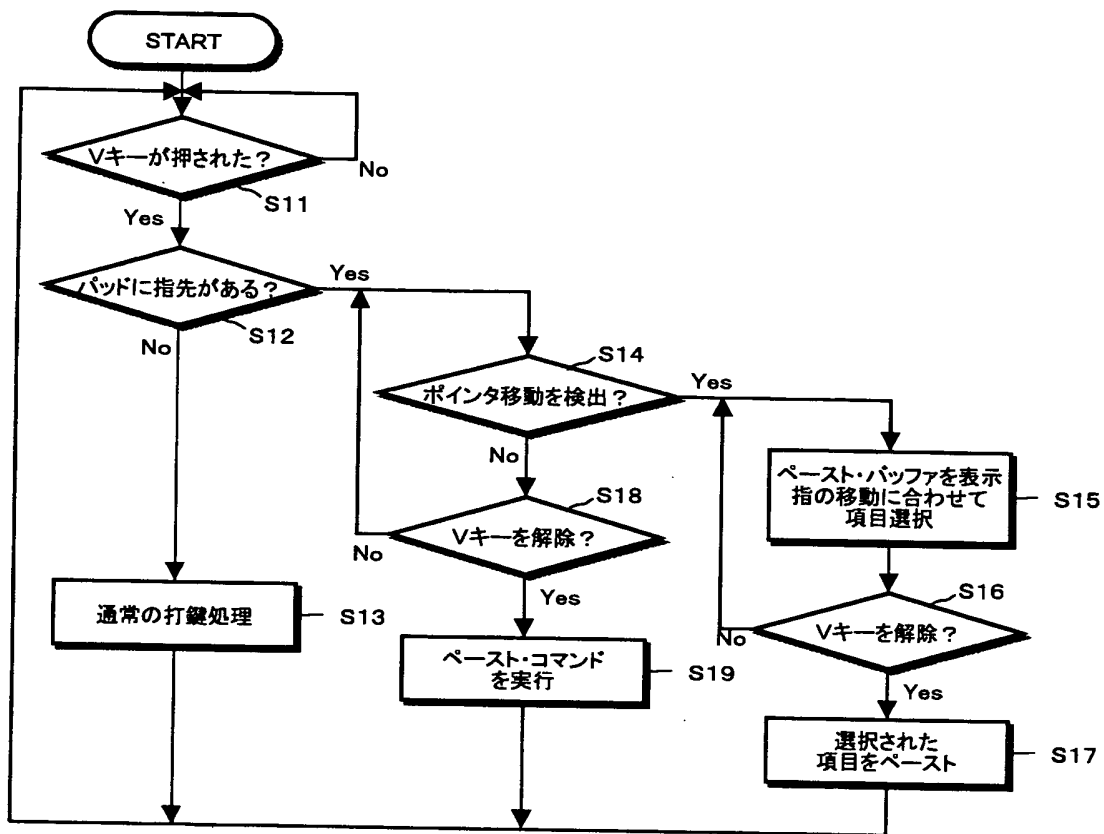 START
Vキーが押された?
No
S11
Yes
パッドに指先がある?
Yes
S12
No
S14
ポインタ移動を検出?
Yes
No
ペースト・バッファを表示
指の移動に合わせて
項目選択
S15
S18
Vキーを解除?
No
Yes
S16
Vキーを解除?
No
Yes
通常の打鍵処理
S13
ペースト・コマンド
を実行
S19
選択された
項目をペースト
S17